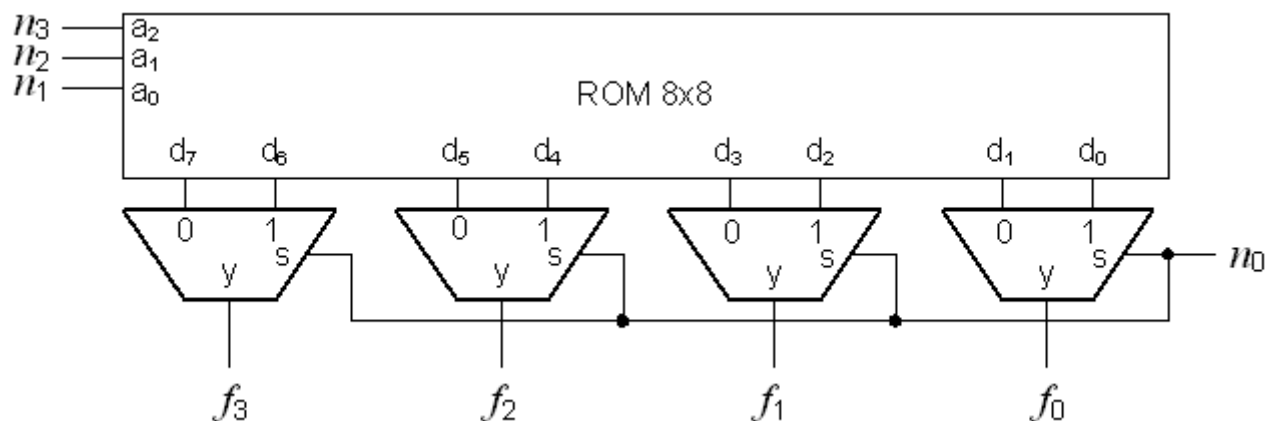 n₃ a₂
n₂ a₁
n₁ a₀
ROM 8x8
d₇ d₆ d₅ d₄ d₃ d₂ d₁ d₀
0 1 0 1 0 1 0 1
s s s s n₀
y y y y
f₃ f₂ f₁ f₀